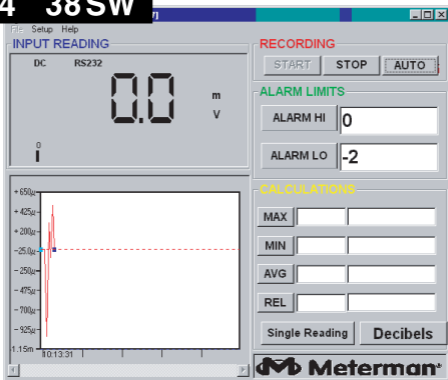 4 38SW
File Setup Help
INPUT READING
DC RS232
0.0 m V
0
+650µ
+425µ
+200µ
-25.0µ
-250µ
-475µ
-700µ
-925µ
-1.15m
10:13:31
RECORDING
START STOP AUTO
ALARM LIMITS
ALARM HI 0
ALARM LO -2
CALCULATIONS
MAX
MIN
AVG
REL
Single Reading Decibels
Meterman